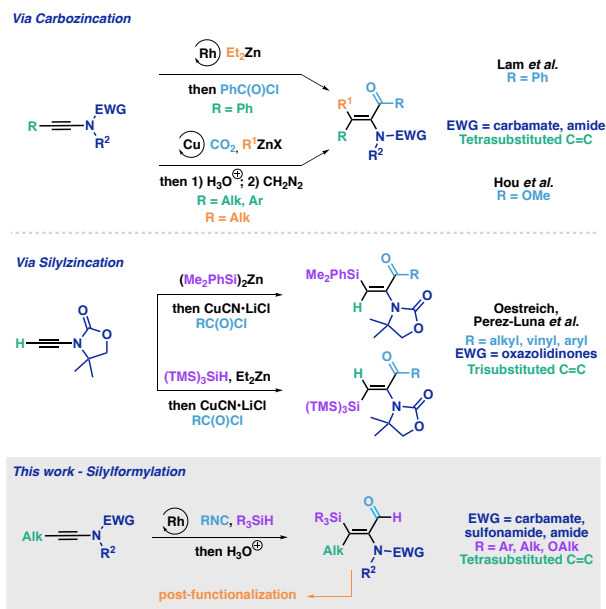 Via Carbozincation
Rh Et2Zn
then PhC(O)Cl
R = Ph
R
N
EWG
R2
Cu CO2, R1ZnX
then 1) H3O⊕; 2) CH2N2
R = Alk, Ar
R = Alk
R1
O
R
R
N
EWG
R2
Lam et al.
R = Ph
EWG = carbamate, amide
Tetrasubstituted C=C
Hou et al.
R = OMe
Via Silylzincation
H
N
O
O
(Me2PhSi)2Zn
then CuCN•LiCl
RC(O)Cl
(TMS)3SiH, Et2Zn
then CuCN•LiCl
RC(O)Cl
Me2PhSi
O
R
H
N
O
O
H
O
R
(TMS)3Si
N
O
O
Oestreich,
Perez-Luna et al.
R = alkyl, vinyl, aryl
EWG = oxazolidinones
Trisubstituted C=C
This work - Silylformylation
Alk
N
EWG
R2
Rh RNC, R3SiH
then H3O⊕
R3Si
O
H
Alk
N
EWG
R2
post-functionalization
EWG = carbamate,
sulfonamide, amide
R = Ar, Alk, OAlk
Tetrasubstituted C=C